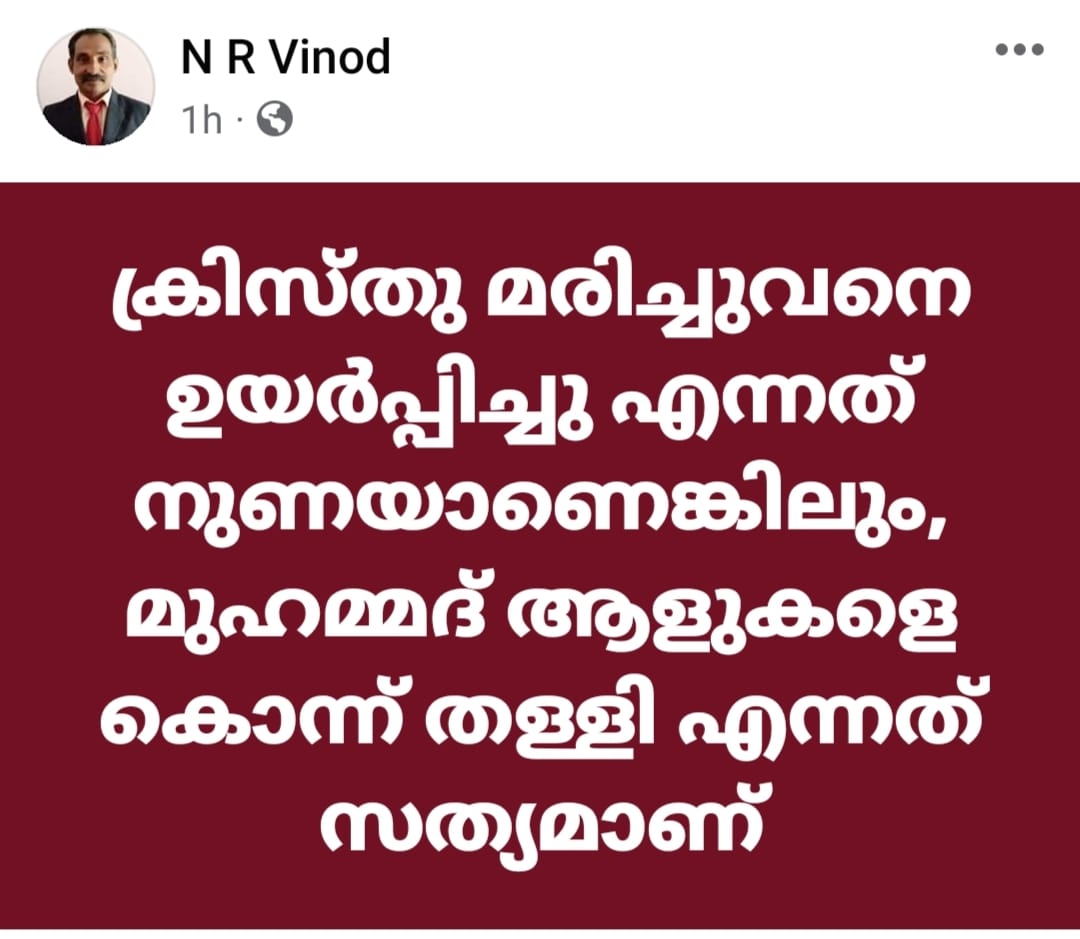 N R Vinod
1h ·
ക്രിസ്തു മരിച്ചുവനെ
ഉയർപ്പിച്ചു എന്നത്
നുണയാണെങ്കിലും,
മുഹമ്മദ് ആളുകളെ
കൊന്ന് തള്ളി എന്നത്
സത്യമാണ്